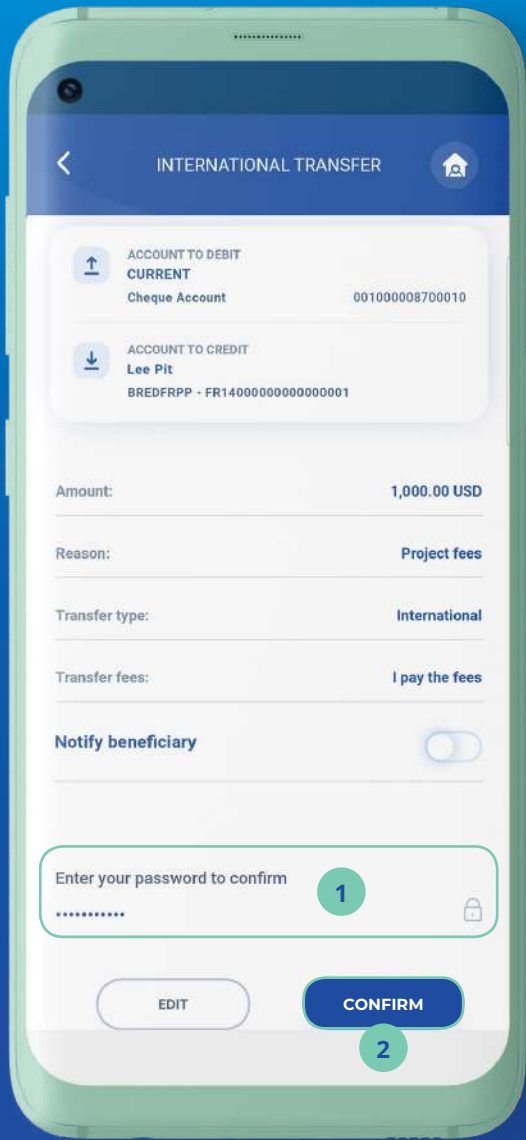 INTERNATIONAL TRANSFER
ACCOUNT TO DEBIT
CURRENT
Cheque Account 001000008700010
ACCOUNT TO CREDIT
Lee Pit
BREDFRPP - FR14000000000000001
Amount: 1,000.00 USD
Reason: Project fees
Transfer type: International
Transfer fees: I pay the fees
Notify beneficiary
Enter your password to confirm
1
•••••••••••
EDIT CONFIRM
2